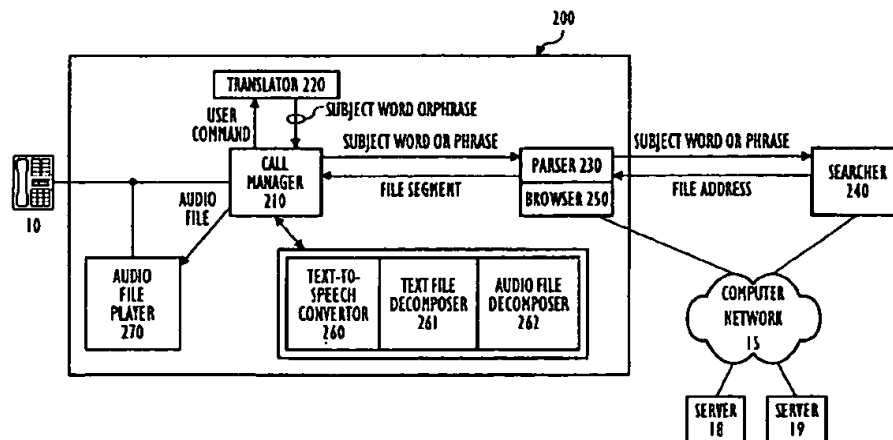 200
TRANSLATOR 220
USER
COMMAND
SUBJECT WORD ORPHRASE
SUBJECT WORD OR PHRASE
SUBJECT WORD OR PHRASE
CALL
MANAGER
210
PARSER 230
BROWSER 250
SEARCHER
240
FILE SEGMENT
FILE ADDRESS
10
AUDIO
FILE
AUDIO
FILE
PLAYER
270
TEXT-TO-
SPEECH
CONVERTOR
260
TEXT FILE
DECOMPOSER
261
AUDIO FILE
DECOMPOSER
262
COMPUTER
NETWORK
15
SERVER
18
SERVER
19